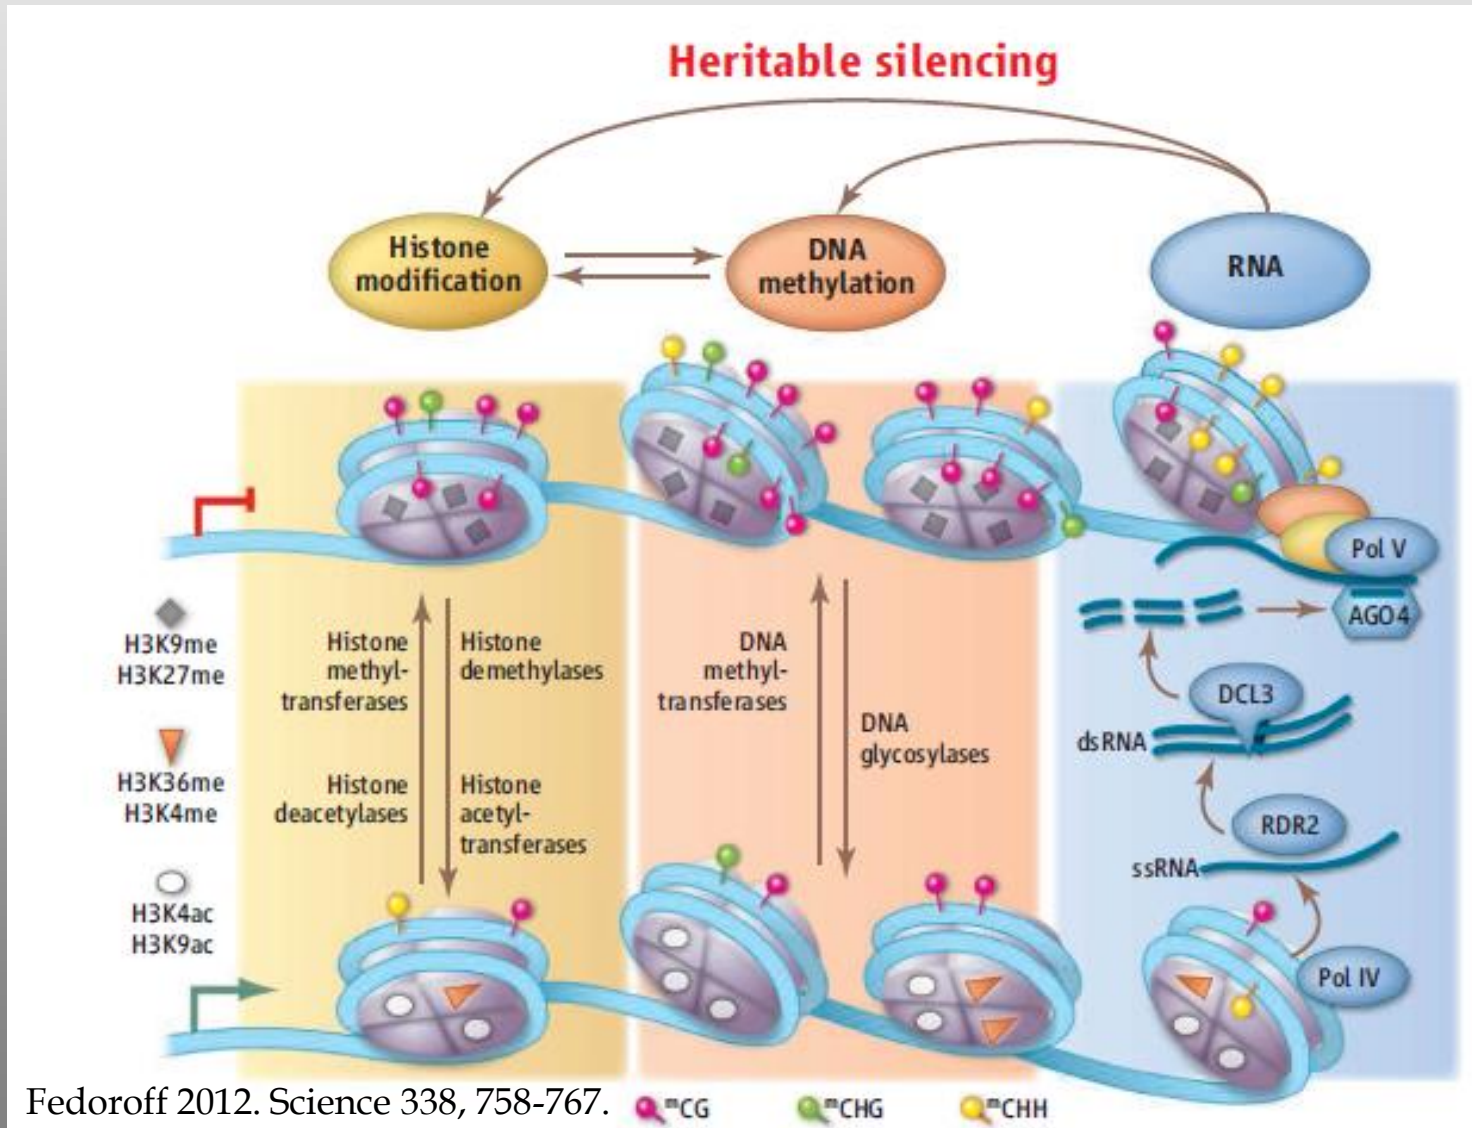 Heritable silencing
Histone
modification
DNA
methylation
RNA
Pol V
AGO4
H3K9me
H3K27me
Histone
methyl-
transferases
Histone
demethylases
DNA
methyl-
transferases
DNA
glycosylases
DCL3
dsRNA
H3K36me
H3K4me
Histone
deacetylases
Histone
acetyl-
transferases
RDR2
ssRNA
H3K4ac
H3K9ac
Pol IV
Fedoroff 2012. Science 338, 758-767.
mCG
mCHG
mCHH